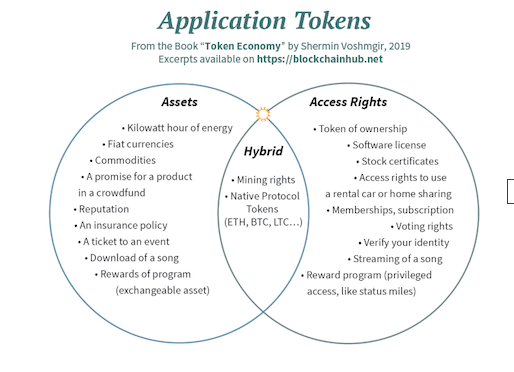 Application Tokens
From the Book “Token Economy” by Shermin Voshmgir, 2019
Excerpts available on https://blockchainhub.net
Assets
• Kilowatt hour of energy
• Fiat currencies
• Commodities
• A promise for a product
in a crowdfund
• Reputation
• An insurance policy
• A ticket to an event
• Download of a song
• Rewards of program
(exchangeable asset)
Hybrid
• Mining rights
• Native Protocol
Tokens
(ETH, BTC, LTC...)
Access Rights
• Token of ownership
• Software license
• Stock certificates
• Access rights to use
a rental car or home sharing
• Memberships, subscription
• Voting rights
• Verify your identity
• Streaming of a song
• Reward program (privileged
access, like status miles)